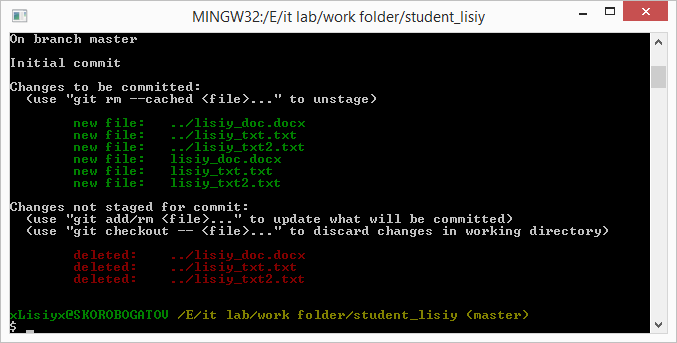 MINGW32:/E/it lab/work folder/student_lisiy
On branch master
Initial commit
Changes to be committed:
  (use "git rm --cached <file>..." to unstage)
        new file:   ../lisiy_doc.docx
        new file:   ../lisiy_txt.txt
        new file:   ../lisiy_txt2.txt
        new file:   lisiy_doc.docx
        new file:   lisiy_txt.txt
        new file:   lisiy_txt2.txt
Changes not staged for commit:
  (use "git add/rm <file>..." to update what will be committed)
  (use "git checkout -- <file>..." to discard changes in working directory)
        deleted:    ../lisiy_doc.docx
        deleted:    ../lisiy_txt.txt
        deleted:    ../lisiy_txt2.txt
xLisiyx@SKOROBOGATOV /E/it lab/work folder/student_lisiy (master)
$ _